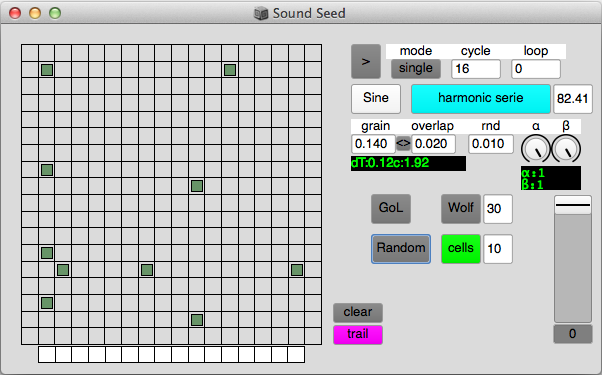 Sound Seed
mode cycle loop
>
single 16 0
Sine harmonic serie 82.41
grain overlap rnd α β
0.140 <> 0.020 0.010
dT:0.12c:1.92
α:1
β:1
GoL Wolf 30
Random cells 10
clear
trail 0